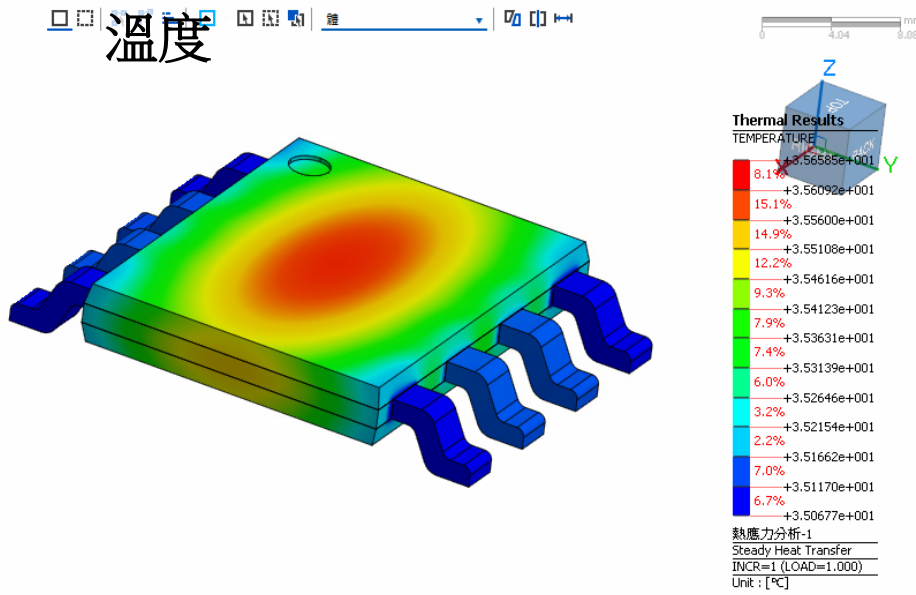 體
溫度
mm
0 4.04 8.08
Z
TOP
BACK
Y
Thermal Results
TEMPERATURE
+3.56585e+001
8.1%
+3.56092e+001
15.1%
+3.55600e+001
14.9%
+3.55108e+001
12.2%
+3.54616e+001
9.3%
+3.54123e+001
7.9%
+3.53631e+001
7.4%
+3.53139e+001
6.0%
+3.52646e+001
3.2%
+3.52154e+001
2.2%
+3.51662e+001
7.0%
+3.51170e+001
6.7%
+3.50677e+001
熱應力分析-1
Steady Heat Transfer
INCR=1 (LOAD=1.000)
Unit : [℃]